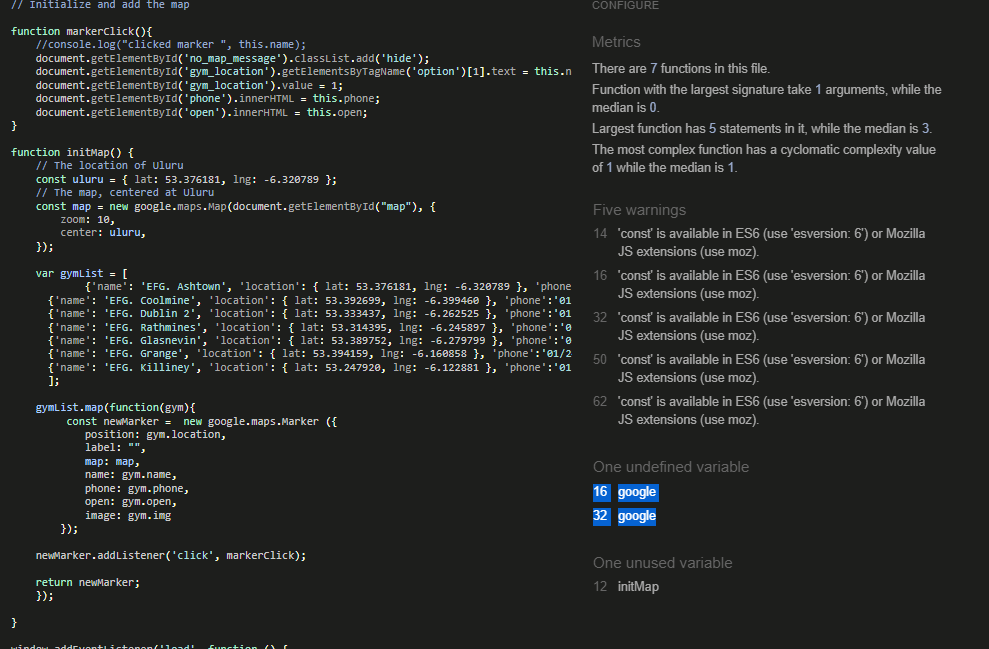 // Initialize and add the map
function markerClick(){
//console.log("clicked marker ", this.name);
document.getElementById('no_map_message').classList.add('hide');
document.getElementById('gym_location').getElementsByTagName('option')[1].text = this.n
document.getElementById('gym_location').value = 1;
document.getElementById('phone').innerHTML = this.phone;
document.getElementById('open').innerHTML = this.open;
}
function initMap() {
// The location of Uluru
const uluru = { lat: 53.376181, lng: -6.320789 };
// The map, centered at Uluru
const map = new google.maps.Map(document.getElementById("map"), {
zoom: 10,
center: uluru,
});
var gymList = [
{'name': 'EFG. Ashtown', 'location': { lat: 53.376181, lng: -6.320789 }, 'phone
{'name': 'EFG. Coolmine', 'location': { lat: 53.392699, lng: -6.399460 }, 'phone':'01
{'name': 'EFG. Dublin 2', 'location': { lat: 53.333437, lng: -6.262525 }, 'phone':'01
{'name': 'EFG. Rathmines', 'location': { lat: 53.314395, lng: -6.245897 }, 'phone':'0
{'name': 'EFG. Glasnevin', 'location': { lat: 53.389752, lng: -6.279799 }, 'phone':'0
{'name': 'EFG. Grange', 'location': { lat: 53.394159, lng: -6.160858 }, 'phone':'01/2
{'name': 'EFG. Killiney', 'location': { lat: 53.247920, lng: -6.122881 }, 'phone':'01
];
gymList.map(function(gym){
const newMarker = new google.maps.Marker ({
position: gym.location,
label: "",
map: map,
name: gym.name,
phone: gym.phone,
open: gym.open,
image: gym.img
});
newMarker.addListener('click', markerClick);
return newMarker;
});
}
window.addEventListener('load', function () {
CONFIGURE
Metrics
There are 7 functions in this file.
Function with the largest signature take 1 arguments, while the
median is 0.
Largest function has 5 statements in it, while the median is 3.
The most complex function has a cyclomatic complexity value
of 1 while the median is 1.
Five warnings
14 'const' is available in ES6 (use 'esversion: 6') or Mozilla
JS extensions (use moz).
16 'const' is available in ES6 (use 'esversion: 6') or Mozilla
JS extensions (use moz).
32 'const' is available in ES6 (use 'esversion: 6') or Mozilla
JS extensions (use moz).
50 'const' is available in ES6 (use 'esversion: 6') or Mozilla
JS extensions (use moz).
62 'const' is available in ES6 (use 'esversion: 6') or Mozilla
JS extensions (use moz).
One undefined variable
16 google
32 google
One unused variable
12 initMap